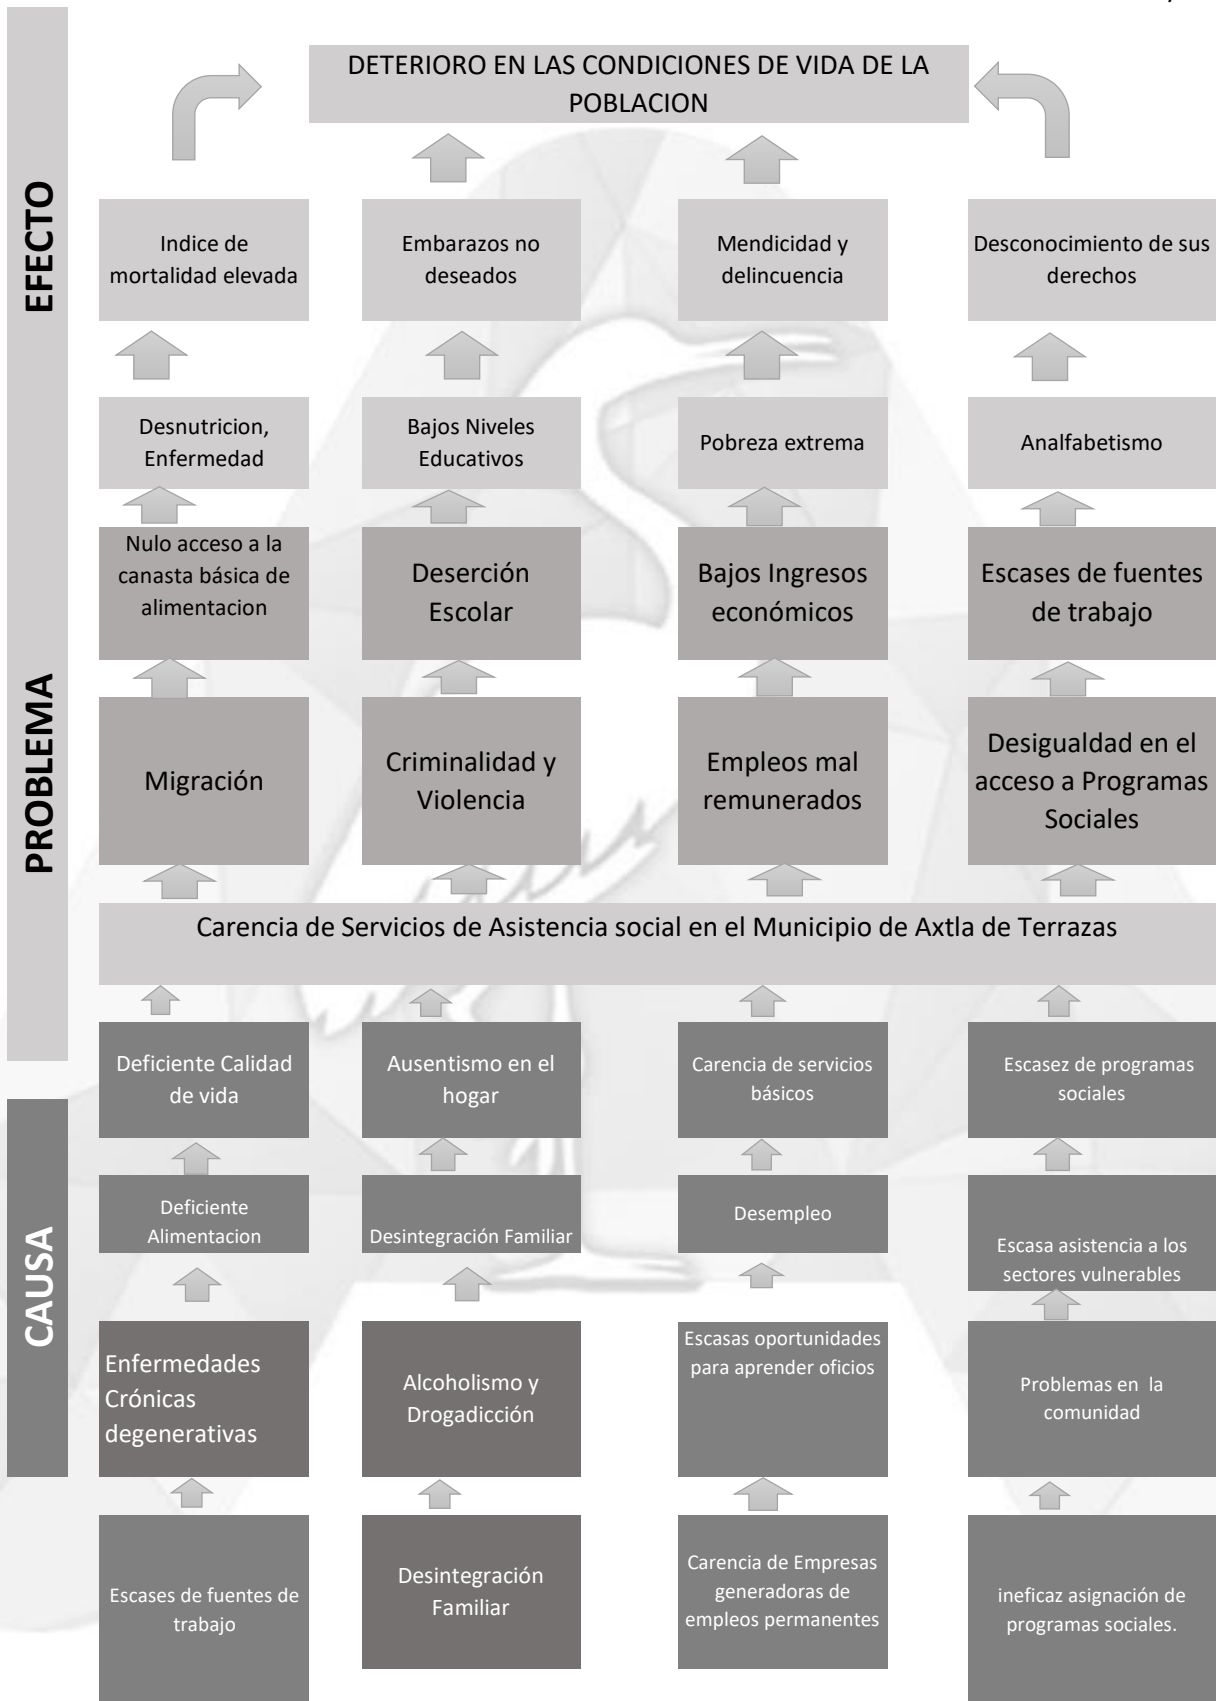 DETERIORO EN LAS CONDICIONES DE VIDA DE LA
POBLACION
EFECTO
Indice de
mortalidad elevada
Embarazos no
deseados
Mendicidad y
delincuencia
Desconocimiento de sus
derechos
Desnutricion,
Enfermedad
Bajos Niveles
Educativos
Pobreza extrema
Analfabetismo
PROBLEMA
Nulo acceso a la
canasta básica de
alimentacion
Deserción
Escolar
Bajos Ingresos
económicos
Escases de fuentes
de trabajo
Migración
Criminalidad y
Violencia
Empleos mal
remunerados
Desigualdad en el
acceso a Programas
Sociales
Carencia de Servicios de Asistencia social en el Municipio de Axtla de Terrazas
CAUSA
Deficiente Calidad
de vida
Ausentismo en el
hogar
Carencia de servicios
básicos
Escasez de programas
sociales
Deficiente
Alimentacion
Desintegración Familiar
Desempleo
Escasa asistencia a los
sectores vulnerables
Enfermedades
Crónicas
degenerativas
Alcoholismo y
Drogadicción
Escasas oportunidades
para aprender oficios
Problemas en  la
comunidad
Escases de fuentes de
trabajo
Desintegración
Familiar
Carencia de Empresas
generadoras de
empleos permanentes
ineficaz asignación de
programas sociales.